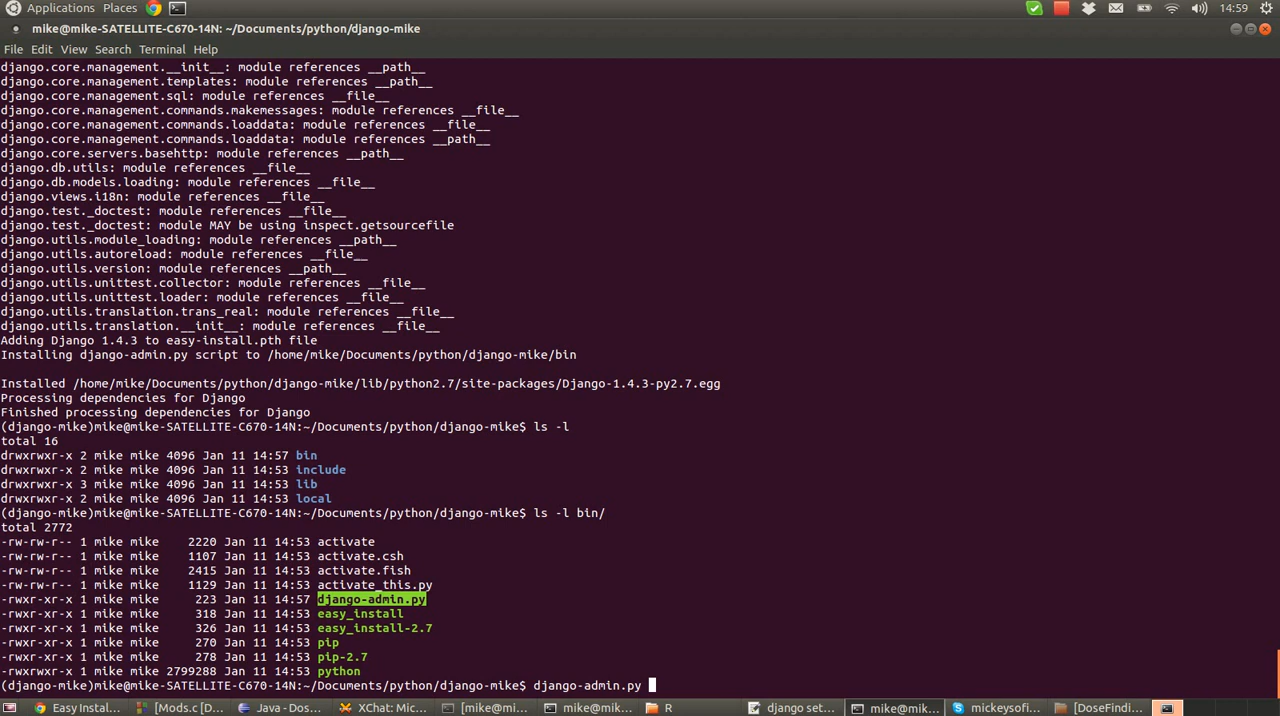 Applications Places 14:59
mike@mike-SATELLITE-C670-14N: ~/Documents/python/django-mike
File Edit View Search Terminal Help
django.core.management.__init__: module references __path__
django.core.management.templates: module references __path__
django.core.management.sql: module references __file__
django.core.management.commands.makemessages: module references __file__
django.core.management.commands.loaddata: module references __file__
django.core.management.commands.loaddata: module references __path__
django.core.servers.basehttp: module references __path__
django.db.utils: module references __file__
django.db.models.loading: module references __file__
django.views.i18n: module references __file__
django.test._doctest: module references __file__
django.test._doctest: module MAY be using inspect.getsourcefile
django.utils.module_loading: module references __path__
django.utils.autoreload: module references __file__
django.utils.version: module references __path__
django.utils.unittest.collector: module references __file__
django.utils.unittest.loader: module references __file__
django.utils.translation.trans_real: module references __file__
django.utils.translation.__init__: module references __file__
Adding Django 1.4.3 to easy-install.pth file
Installing django-admin.py script to /home/mike/Documents/python/django-mike/bin
Installed /home/mike/Documents/python/django-mike/lib/python2.7/site-packages/Django-1.4.3-py2.7.egg
Processing dependencies for Django
Finished processing dependencies for Django
(django-mike)mike@mike-SATELLITE-C670-14N:~/Documents/python/django-mike$ ls -l
total 16
drwxrwxr-x 2 mike mike 4096 Jan 11 14:57 bin
drwxrwxr-x 2 mike mike 4096 Jan 11 14:53 include
drwxrwxr-x 3 mike mike 4096 Jan 11 14:53 lib
drwxrwxr-x 2 mike mike 4096 Jan 11 14:53 local
(django-mike)mike@mike-SATELLITE-C670-14N:~/Documents/python/django-mike$ ls -l bin/
total 2772
-rw-rw-r-- 1 mike mike    2220 Jan 11 14:53 activate
-rw-rw-r-- 1 mike mike    1107 Jan 11 14:53 activate.csh
-rw-rw-r-- 1 mike mike    2415 Jan 11 14:53 activate.fish
-rw-rw-r-- 1 mike mike    1129 Jan 11 14:53 activate_this.py
-rwxr-xr-x 1 mike mike     223 Jan 11 14:57 django-admin.py
-rwxr-xr-x 1 mike mike     318 Jan 11 14:53 easy_install
-rwxr-xr-x 1 mike mike     326 Jan 11 14:53 easy_install-2.7
-rwxr-xr-x 1 mike mike     270 Jan 11 14:53 pip
-rwxr-xr-x 1 mike mike     278 Jan 11 14:53 pip-2.7
-rwxrwxr-x 1 mike mike 2799288 Jan 11 14:53 python
(django-mike)mike@mike-SATELLITE-C670-14N:~/Documents/python/django-mike$ django-admin.py
Easy Instal... [Mods.c [D... Java - Dos... XChat: Mic... [mike@mi... mike@mi... R django set... mike@mik... mickeysofi... [DoseFindi...